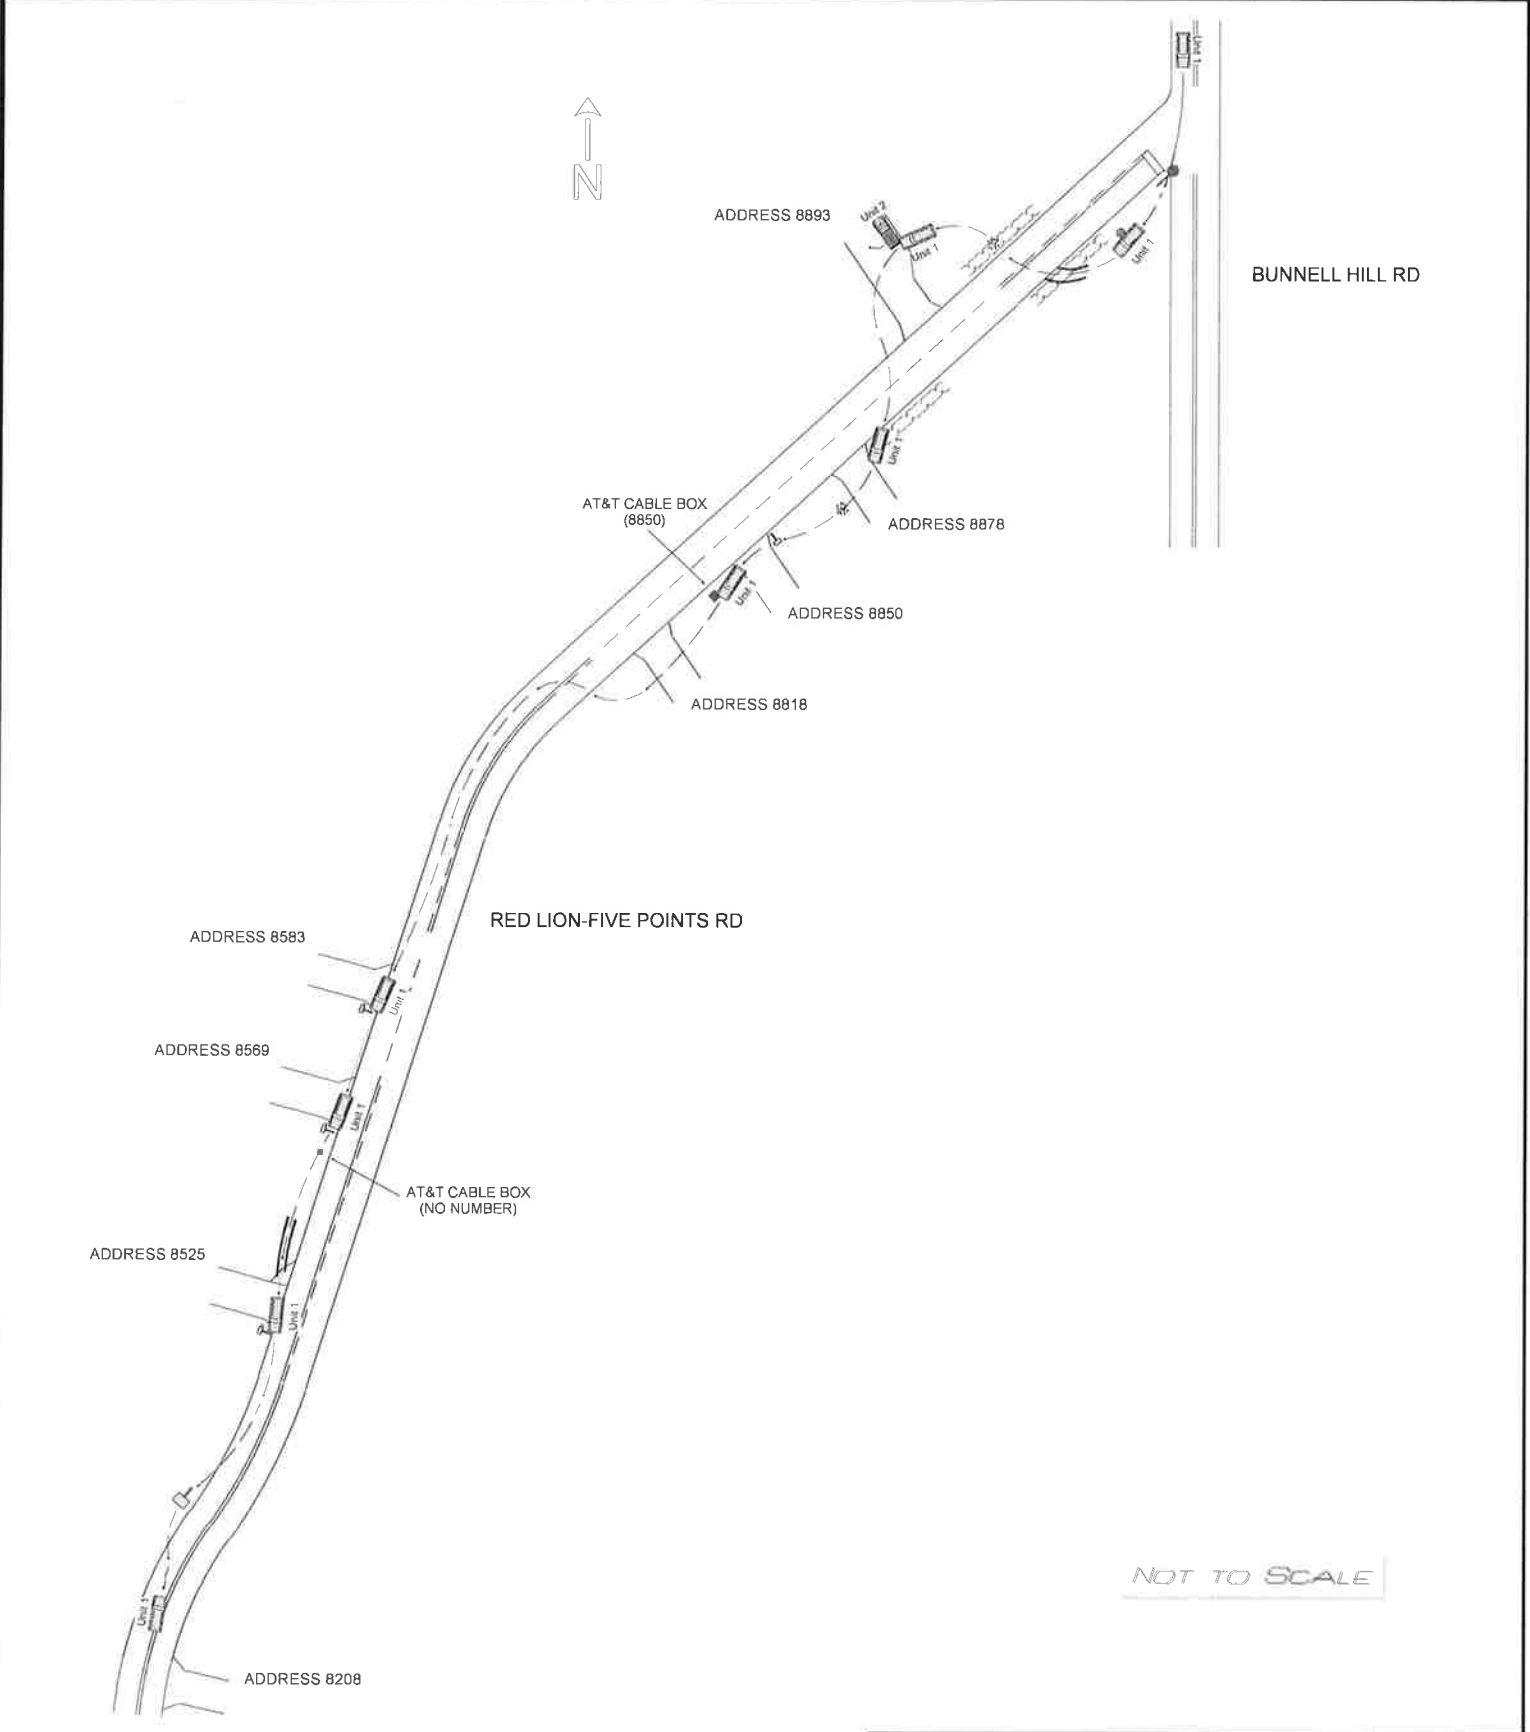 Unit 1
N
ADDRESS 8893
Unit 2
Unit 1
Unit 1
BUNNELL HILL RD
Unit 1
AT&T CABLE BOX
(8850)
ADDRESS 8878
Unit 1
ADDRESS 8850
ADDRESS 8818
RED LION-FIVE POINTS RD
ADDRESS 8583
Unit 1
ADDRESS 8569
Unit 1
AT&T CABLE BOX
(NO NUMBER)
ADDRESS 8525
Unit 1
NOT TO SCALE
Unit 1
ADDRESS 8208